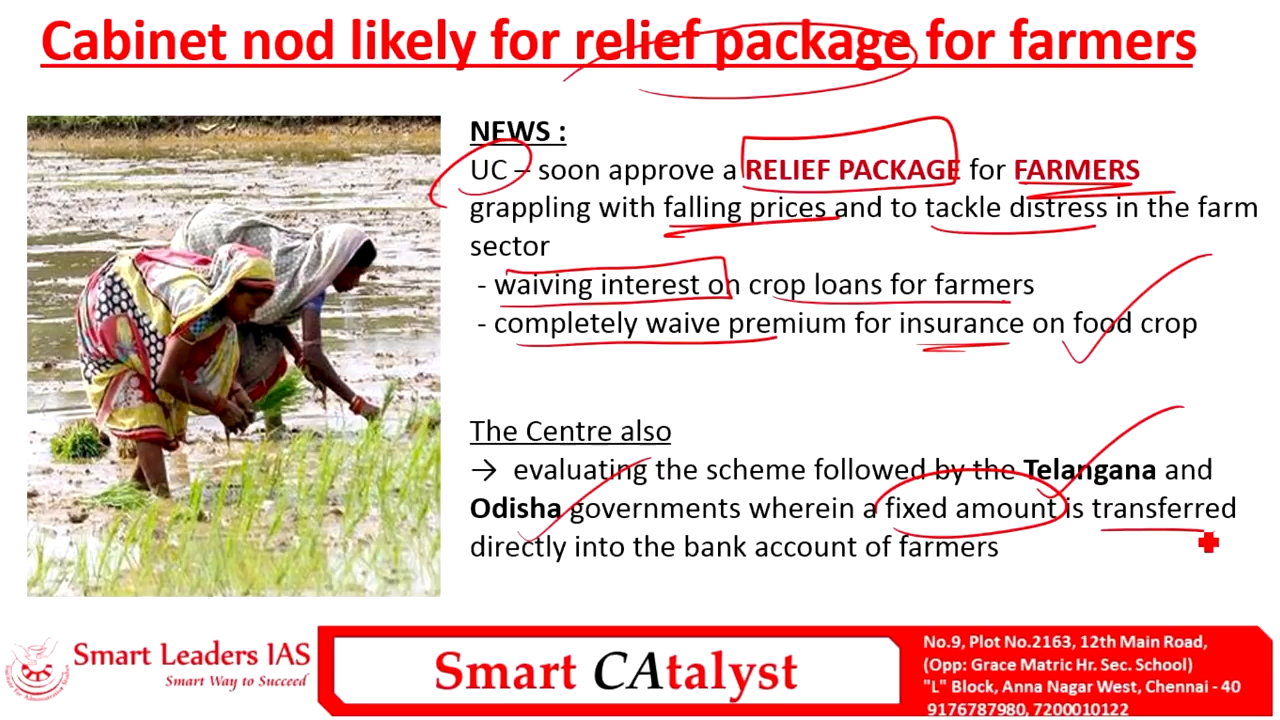 Cabinet nod likely for relief package for farmers
NEWS :
UC – soon approve a RELIEF PACKAGE for FARMERS
grappling with falling prices and to tackle distress in the farm
sector
- waiving interest on crop loans for farmers
- completely waive premium for insurance on food crop
The Centre also
→ evaluating the scheme followed by the Telangana and
Odisha governments wherein a fixed amount is transferred
directly into the bank account of farmers
Smart Leaders IAS
Smart Way to Succeed
Smart CAtalyst
No.9, Plot No.2163, 12th Main Road,
(Opp: Grace Matric Hr. Sec. School)
"L" Block, Anna Nagar West, Chennai - 40
9176787980, 7200010122